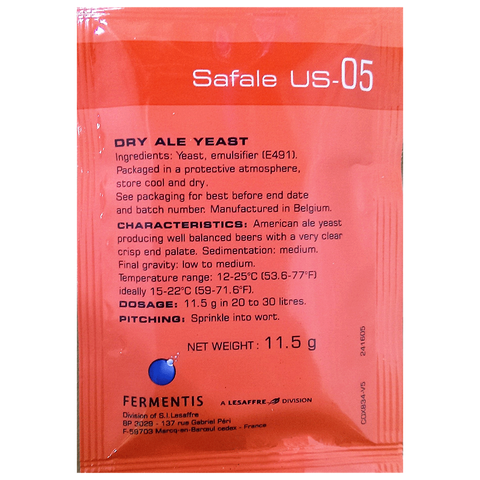 Safale US-05
DRY ALE YEAST
Ingredients: Yeast, emulsifier (E491).
Packaged in a protective atmosphere,
store cool and dry.
See packaging for best before end date
and batch number. Manufactured in Belgium.
CHARACTERISTICS: American ale yeast
producing well balanced beers with a very clear
crisp end palate. Sedimentation: medium.
Final gravity: low to medium.
Temperature range: 12-25°C (53.6-77°F)
ideally 15-22°C (59-71.6°F).
DOSAGE: 11.5 g in 20 to 30 litres.
PITCHING: Sprinkle into wort.
NET WEIGHT: 11.5 g
FERMENTIS
A LESAFFRE DIVISION
Division of S.I.Lesaffre
BP 3029 - 137 rue Gabriel Péri
F-59703 Marcq-en-Barœul cedex - France
CDX834-V5
241605